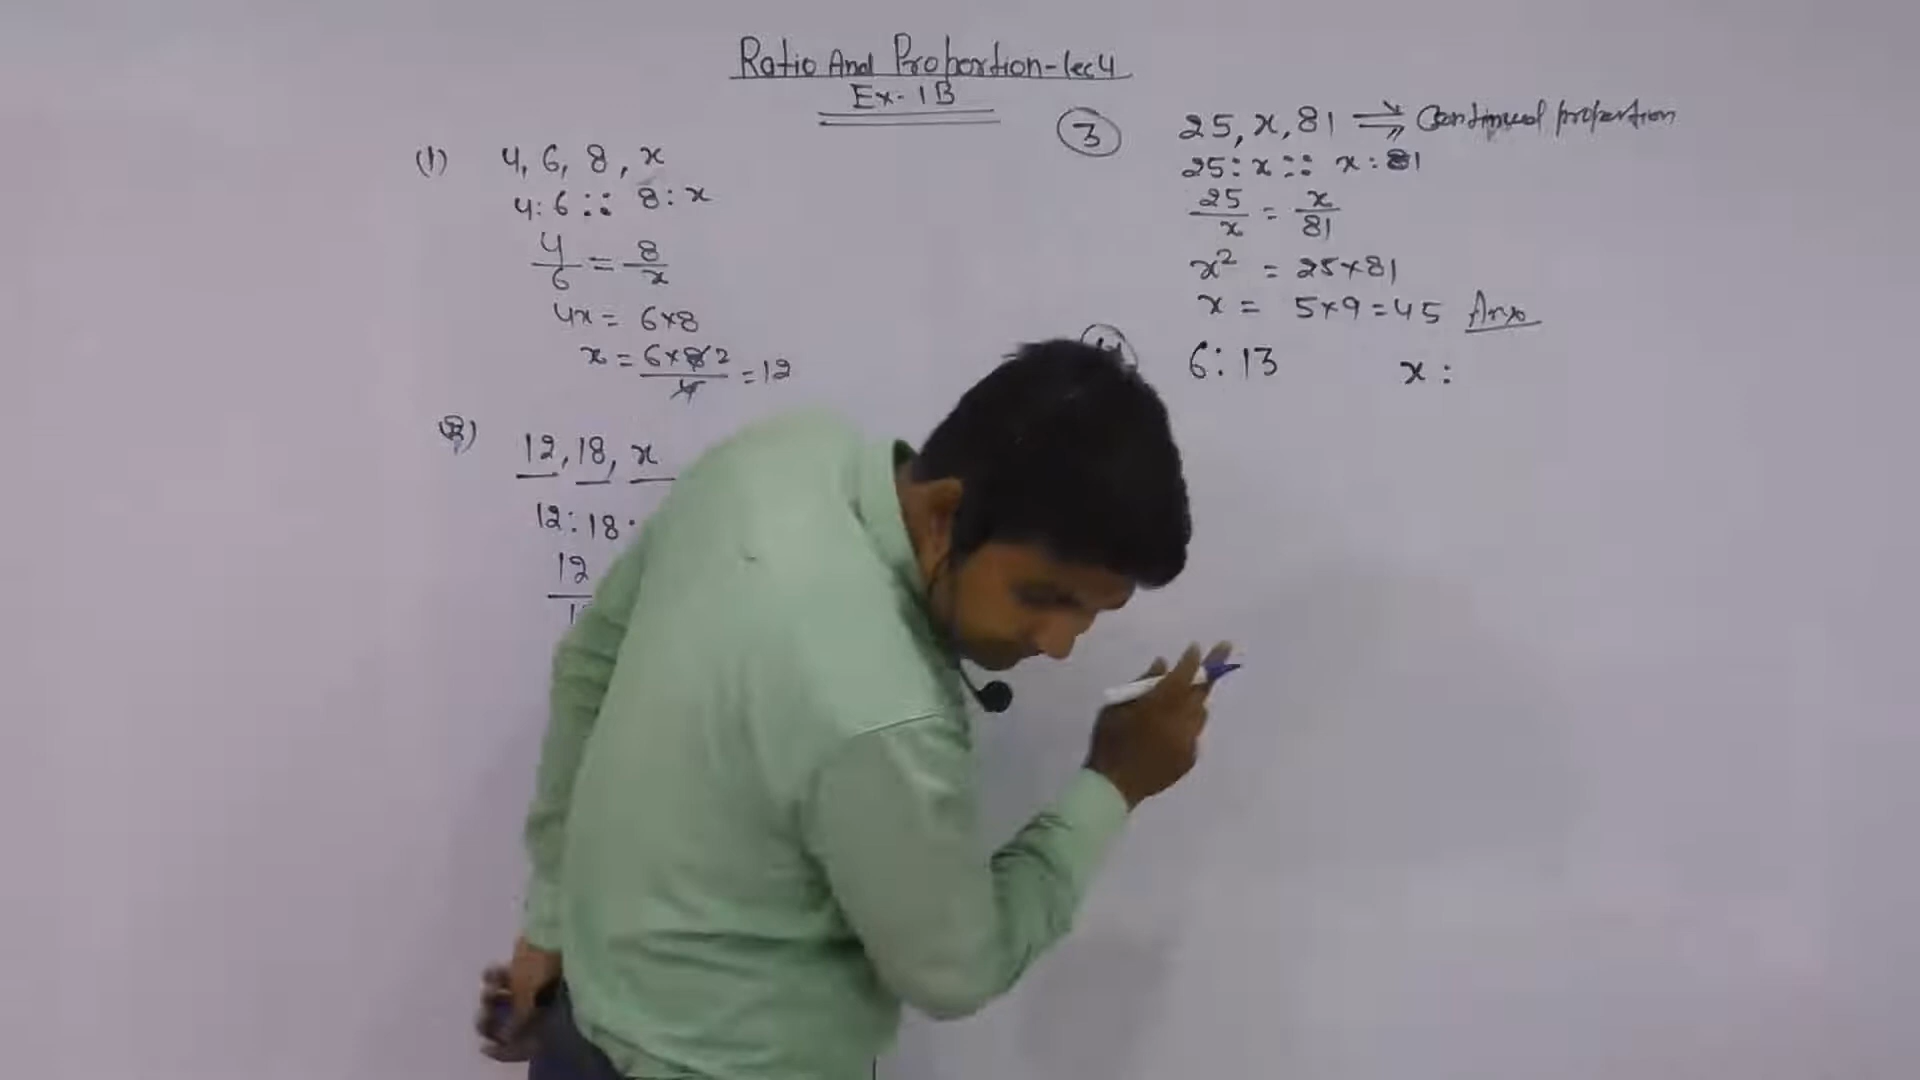 Ratio And Proportion-lec 4
Ex-1B
(1) 4, 6, 8, x
4:6 :: 8:x
4/6 = 8/x
4x = 6×8
x = 6×8 2/4 = 12
12, 18, x
12:18
12
3 25, x, 81 ⇒ Continued proportion
25:x :: x:81
25/x = x/81
x² = 25×81
x = 5×9 = 45 Ans
6:13 x: